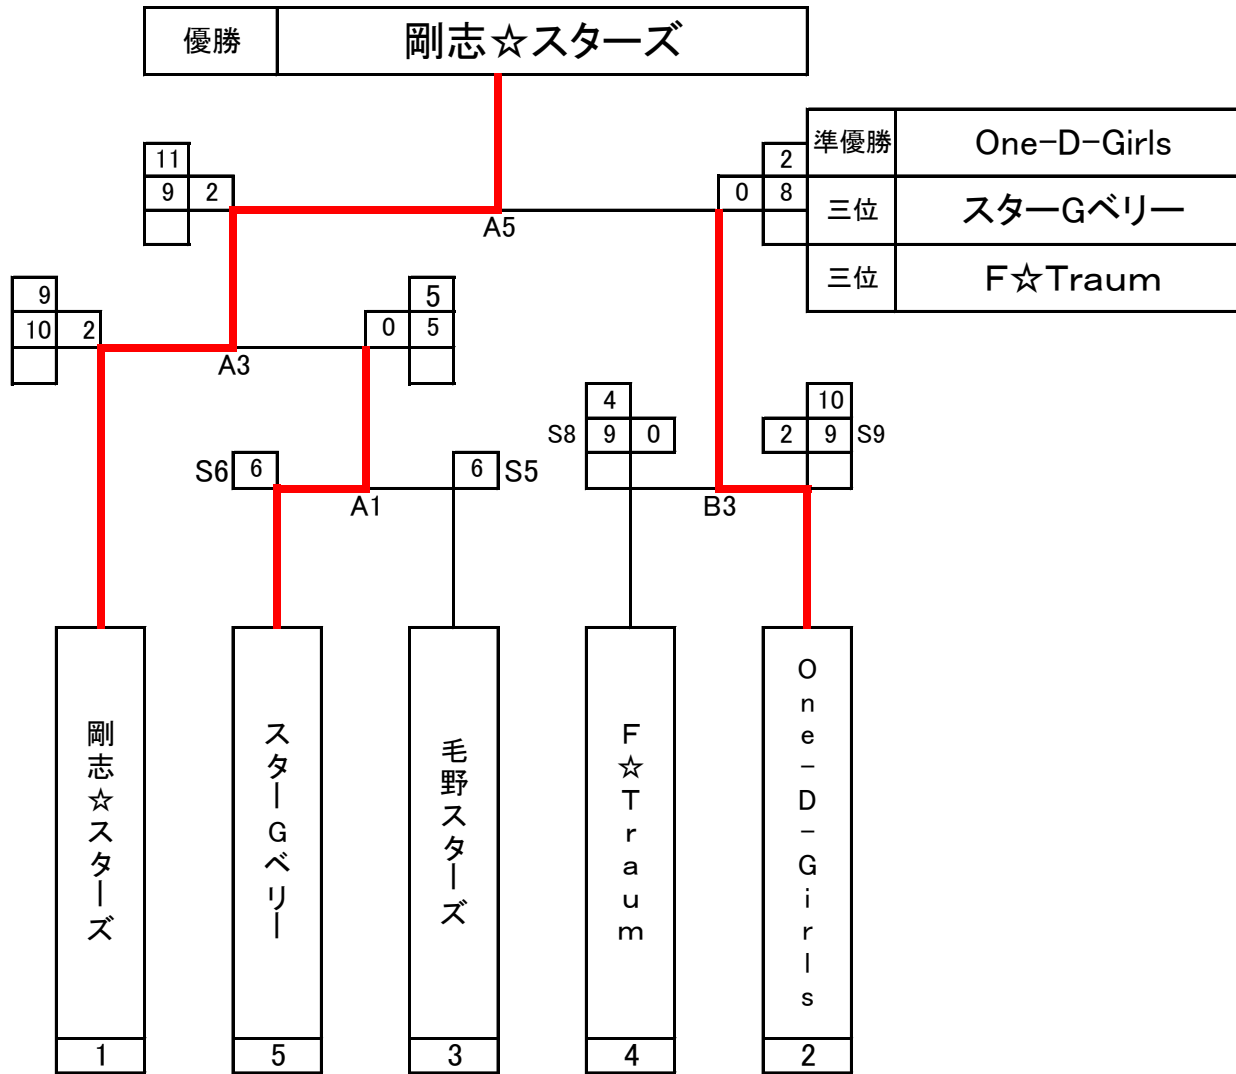 優勝 剛志☆スターズ
準優勝 One-D-Girls
三位 スターGベリー
三位 F☆Traum
11
9 2
2
0 8
A5
9
10 2
5
0 5
A3
4
S8 9 0
10
2 9 S9
S6 6
6 S5
A1
B3
剛志☆スターズ
スターGベリー
毛野スターズ
F☆Traum
One-D-Girls
1
5
3
4
2